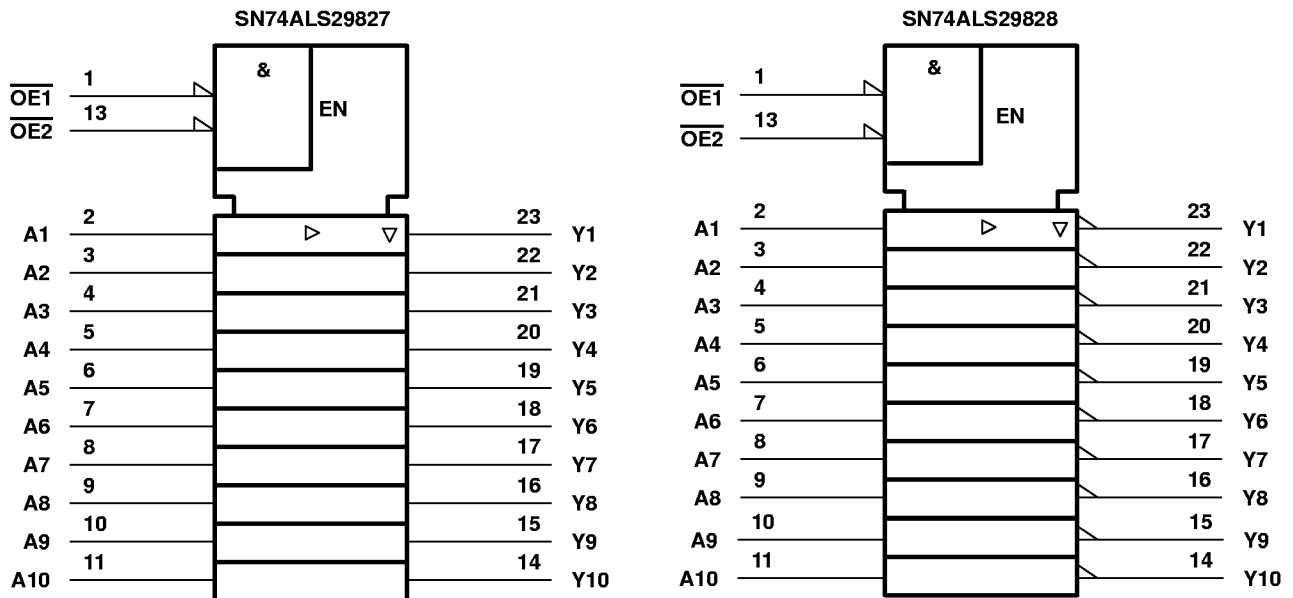 SN74ALS29827
&
EN
OE1 1
OE2 13
A1 2 23 Y1
A2 3 22 Y2
A3 4 21 Y3
A4 5 20 Y4
A5 6 19 Y5
A6 7 18 Y6
A7 8 17 Y7
A8 9 16 Y8
A9 10 15 Y9
A10 11 14 Y10
SN74ALS29828
&
EN
OE1 1
OE2 13
A1 2 23 Y1
A2 3 22 Y2
A3 4 21 Y3
A4 5 20 Y4
A5 6 19 Y5
A6 7 18 Y6
A7 8 17 Y7
A8 9 16 Y8
A9 10 15 Y9
A10 11 14 Y10